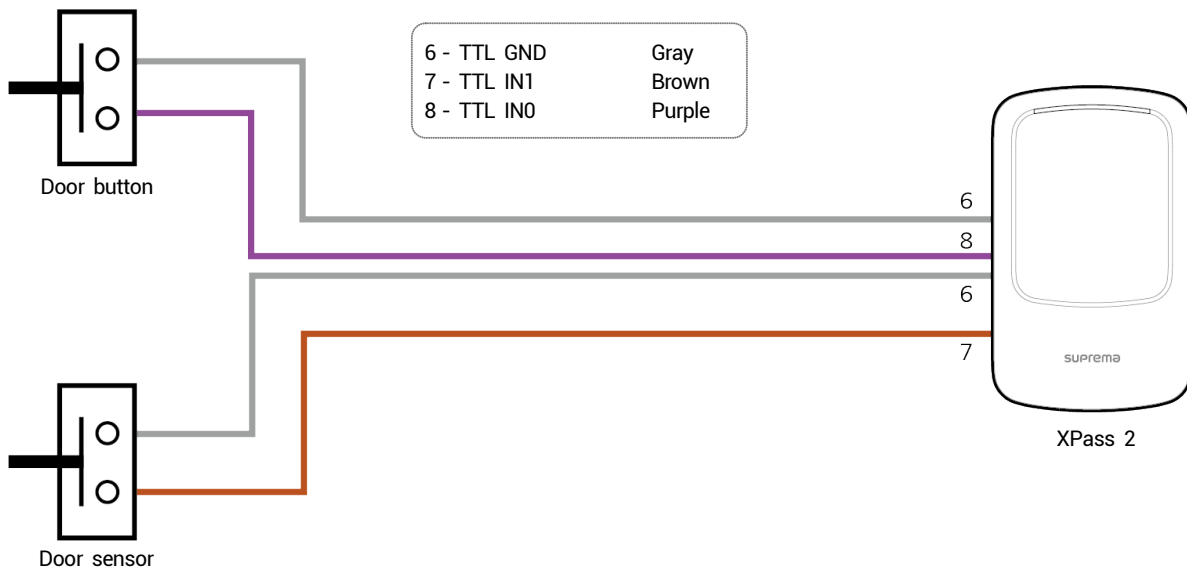 6 - TTL GND Gray
7 - TTL IN1 Brown
8 - TTL IN0 Purple
Door button
6
8
6
7
suprema
XPass 2
Door sensor